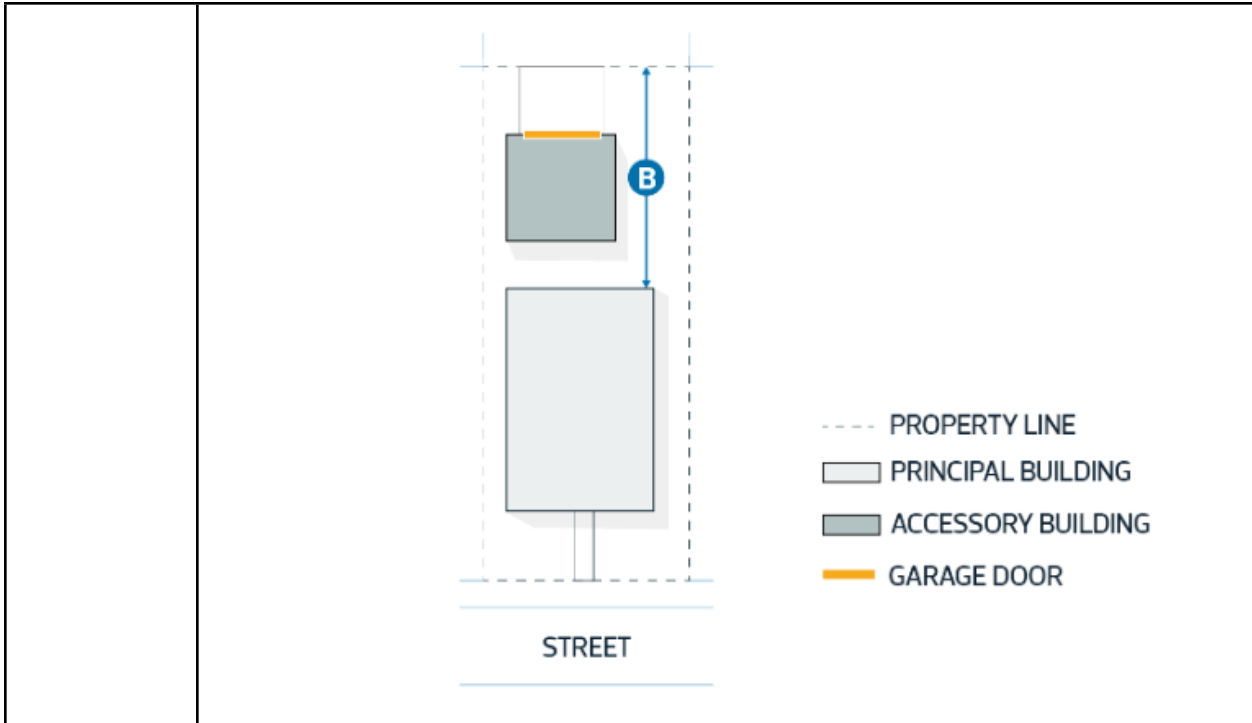 B
PROPERTY LINE
PRINCIPAL BUILDING
ACCESSORY BUILDING
GARAGE DOOR
STREET